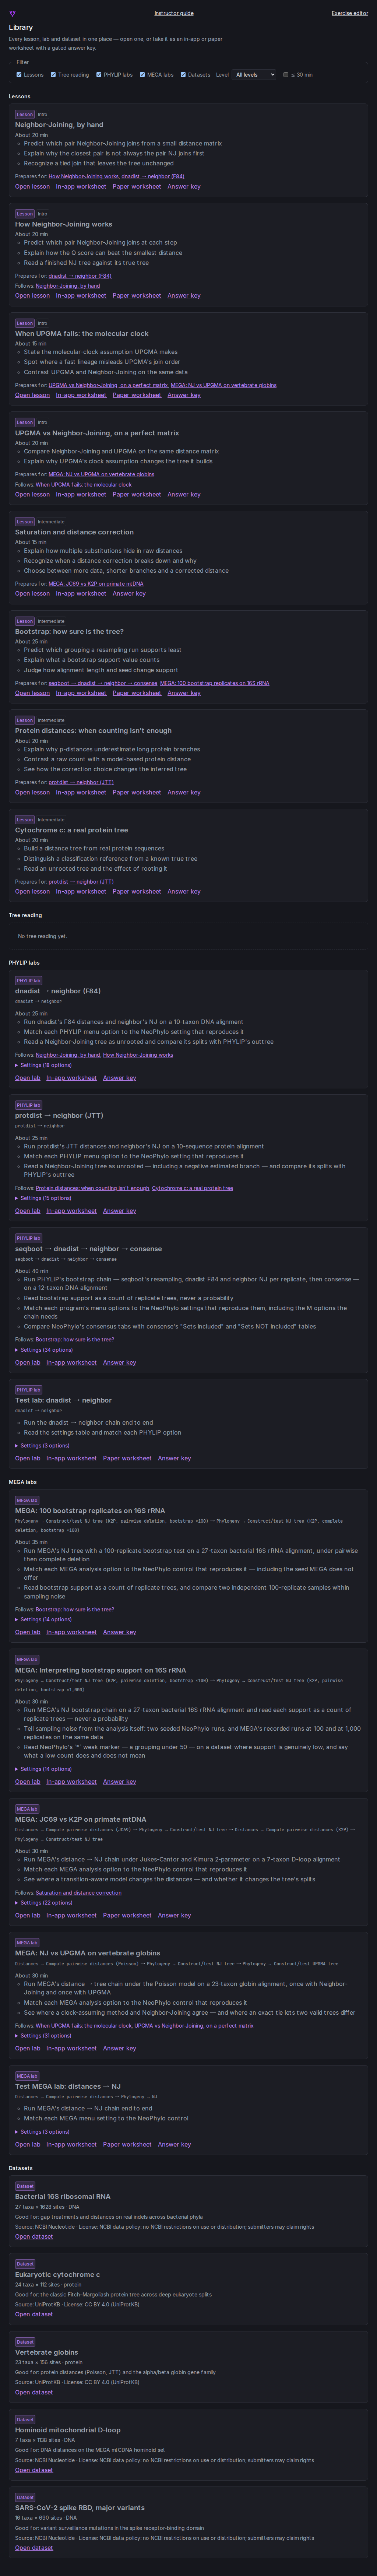 Instructor guide
Exercise editor
Library
Every lesson, lab and dataset in one place — open one, or take it as an in-app or paper
worksheet with a gated answer key.
Filter
Lessons Tree reading PHYLIP labs MEGA labs Datasets Level All levels ≤ 30 min
Lessons
Lesson Intro
Neighbor-Joining, by hand
About 20 min
Predict which pair Neighbor-Joining joins from a small distance matrix
Explain why the closest pair is not always the pair NJ joins first
Recognize a tied join that leaves the tree unchanged
Prepares for: How Neighbor-Joining works, dnadist → neighbor (F84)
Open lesson In-app worksheet Paper worksheet Answer key
Lesson Intro
How Neighbor-Joining works
About 20 min
Predict which pair Neighbor-Joining joins at each step
Explain how the Q score can beat the smallest distance
Read a finished NJ tree against its true tree
Prepares for: dnadist → neighbor (F84)
Follows: Neighbor-Joining, by hand
Open lesson In-app worksheet Paper worksheet Answer key
Lesson Intro
When UPGMA fails: the molecular clock
About 15 min
State the molecular-clock assumption UPGMA makes
Spot where a fast lineage misleads UPGMA's join order
Contrast UPGMA and Neighbor-Joining on the same data
Prepares for: UPGMA vs Neighbor-Joining, on a perfect matrix, MEGA: NJ vs UPGMA on vertebrate globins
Open lesson In-app worksheet Paper worksheet Answer key
Lesson Intro
UPGMA vs Neighbor-Joining, on a perfect matrix
About 20 min
Compare Neighbor-Joining and UPGMA on the same distance matrix
Explain why UPGMA's clock assumption changes the tree it builds
Prepares for: MEGA: NJ vs UPGMA on vertebrate globins
Follows: When UPGMA fails: the molecular clock
Open lesson In-app worksheet Paper worksheet Answer key
Lesson Intermediate
Saturation and distance correction
About 15 min
Explain how multiple substitutions hide in raw distances
Recognize when a distance correction breaks down and why
Choose between more data, shorter branches and a corrected distance
Prepares for: MEGA: JC69 vs K2P on primate mtDNA
Open lesson In-app worksheet Answer key
Lesson Intermediate
Bootstrap: how sure is the tree?
About 25 min
Predict which grouping a resampling run supports least
Explain what a bootstrap support value counts
Judge how alignment length and seed change support
Prepares for: seqboot → dnadist → neighbor → consense, MEGA: 100 bootstrap replicates on 16S rRNA
Open lesson In-app worksheet Paper worksheet Answer key
Lesson Intermediate
Protein distances: when counting isn't enough
About 20 min
Explain why p-distances underestimate long protein branches
Contrast a raw count with a model-based protein distance
See how the correction choice changes the inferred tree
Prepares for: protdist → neighbor (JTT)
Open lesson In-app worksheet Paper worksheet Answer key
Lesson Intermediate
Cytochrome c: a real protein tree
About 20 min
Build a distance tree from real protein sequences
Distinguish a classification reference from a known true tree
Read an unrooted tree and the effect of rooting it
Prepares for: protdist → neighbor (JTT)
Open lesson In-app worksheet Paper worksheet Answer key
Tree reading
No tree reading yet.
PHYLIP labs
PHYLIP lab
dnadist → neighbor (F84)
dnadist → neighbor
About 25 min
Run dnadist's F84 distances and neighbor's NJ on a 10-taxon DNA alignment
Match each PHYLIP menu option to the NeoPhylo setting that reproduces it
Read a Neighbor-Joining tree as unrooted and compare its splits with PHYLIP's outtree
Follows: Neighbor-Joining, by hand, How Neighbor-Joining works
Settings (18 options)
Open lab In-app worksheet Answer key
PHYLIP lab
protdist → neighbor (JTT)
protdist → neighbor
About 25 min
Run protdist's JTT distances and neighbor's NJ on a 10-sequence protein alignment
Match each PHYLIP menu option to the NeoPhylo setting that reproduces it
Read a Neighbor-Joining tree as unrooted — including a negative estimated branch — and compare its splits with
PHYLIP's outtree
Follows: Protein distances: when counting isn't enough, Cytochrome c: a real protein tree
Settings (15 options)
Open lab In-app worksheet Answer key
PHYLIP lab
seqboot → dnadist → neighbor → consense
seqboot → dnadist → neighbor → consense
About 40 min
Run PHYLIP's bootstrap chain — seqboot's resampling, dnadist F84 and neighbor NJ per replicate, then consense —
on a 12-taxon DNA alignment
Read bootstrap support as a count of replicate trees, never a probability
Match each program's menu options to the NeoPhylo settings that reproduce them, including the M options the
chain needs
Compare NeoPhylo's consensus tabs with consense's "Sets included" and "Sets NOT included" tables
Follows: Bootstrap: how sure is the tree?
Settings (34 options)
Open lab In-app worksheet Answer key
PHYLIP lab
Test lab: dnadist → neighbor
dnadist → neighbor
Run the dnadist → neighbor chain end to end
Read the settings table and match each PHYLIP option
Settings (3 options)
Open lab In-app worksheet Paper worksheet Answer key
MEGA labs
MEGA lab
MEGA: 100 bootstrap replicates on 16S rRNA
Phylogeny … Construct/test NJ tree (K2P, pairwise deletion, bootstrap ×100) → Phylogeny … Construct/test NJ tree (K2P, complete
deletion, bootstrap ×100)
About 35 min
Run MEGA's NJ tree with a 100-replicate bootstrap test on a 27-taxon bacterial 16S rRNA alignment, under pairwise
then complete deletion
Match each MEGA analysis option to the NeoPhylo control that reproduces it — including the seed MEGA does not
offer
Read bootstrap support as a count of replicate trees, and compare two independent 100-replicate samples within
sampling noise
Follows: Bootstrap: how sure is the tree?
Settings (14 options)
Open lab In-app worksheet Answer key
MEGA lab
MEGA: Interpreting bootstrap support on 16S rRNA
Phylogeny … Construct/test NJ tree (K2P, pairwise deletion, bootstrap ×100) → Phylogeny … Construct/test NJ tree (K2P, pairwise
deletion, bootstrap ×1,000)
About 30 min
Run MEGA's NJ bootstrap chain on a 27-taxon bacterial 16S rRNA alignment and read each support as a count of
replicate trees — never a probability
Tell sampling noise from the analysis itself: two seeded NeoPhylo runs, and MEGA's recorded runs at 100 and at 1,000
replicates on the same data
Read NeoPhylo's `*` weak marker — a grouping under 50 — on a dataset where support is genuinely low, and say
what a low count does and does not mean
Settings (14 options)
Open lab In-app worksheet Answer key
MEGA lab
MEGA: JC69 vs K2P on primate mtDNA
Distances … Compute pairwise distances (JC69) → Phylogeny … Construct/test NJ tree → Distances … Compute pairwise distances (K2P) →
Phylogeny … Construct/test NJ tree
About 30 min
Run MEGA's distance → NJ chain under Jukes-Cantor and Kimura 2-parameter on a 7-taxon D-loop alignment
Match each MEGA analysis option to the NeoPhylo control that reproduces it
See where a transition-aware model changes the distances — and whether it changes the tree's splits
Follows: Saturation and distance correction
Settings (22 options)
Open lab In-app worksheet Paper worksheet Answer key
MEGA lab
MEGA: NJ vs UPGMA on vertebrate globins
Distances … Compute pairwise distances (Poisson) → Phylogeny … Construct/test NJ tree → Phylogeny … Construct/test UPGMA tree
About 30 min
Run MEGA's distance → tree chain under the Poisson model on a 23-taxon globin alignment, once with Neighbor-
Joining and once with UPGMA
Match each MEGA analysis option to the NeoPhylo control that reproduces it
See where a clock-assuming method and Neighbor-Joining agree — and where an exact tie lets two valid trees differ
Follows: When UPGMA fails: the molecular clock, UPGMA vs Neighbor-Joining, on a perfect matrix
Settings (31 options)
Open lab In-app worksheet Answer key
MEGA lab
Test MEGA lab: distances → NJ
Distances … Compute pairwise distances → Phylogeny … NJ
Run MEGA's distance → NJ chain end to end
Match each MEGA menu setting to the NeoPhylo control
Settings (3 options)
Open lab In-app worksheet Paper worksheet Answer key
Datasets
Dataset
Bacterial 16S ribosomal RNA
27 taxa × 1628 sites · DNA
Good for: gap treatments and distances on real indels across bacterial phyla
Source: NCBI Nucleotide · License: NCBI data policy: no NCBI restrictions on use or distribution; submitters may claim rights
Open dataset
Dataset
Eukaryotic cytochrome c
24 taxa × 112 sites · protein
Good for: the classic Fitch-Margoliash protein tree across deep eukaryote splits
Source: UniProtKB · License: CC BY 4.0 (UniProtKB)
Open dataset
Dataset
Vertebrate globins
23 taxa × 156 sites · protein
Good for: protein distances (Poisson, JTT) and the alpha/beta globin gene family
Source: UniProtKB · License: CC BY 4.0 (UniProtKB)
Open dataset
Dataset
Hominoid mitochondrial D-loop
7 taxa × 1138 sites · DNA
Good for: DNA distances on the MEGA mtCDNA hominoid set
Source: NCBI Nucleotide · License: NCBI data policy: no NCBI restrictions on use or distribution; submitters may claim rights
Open dataset
Dataset
SARS-CoV-2 spike RBD, major variants
16 taxa × 690 sites · DNA
Good for: variant surveillance mutations in the spike receptor-binding domain
Source: NCBI Nucleotide · License: NCBI data policy: no NCBI restrictions on use or distribution; submitters may claim rights
Open dataset